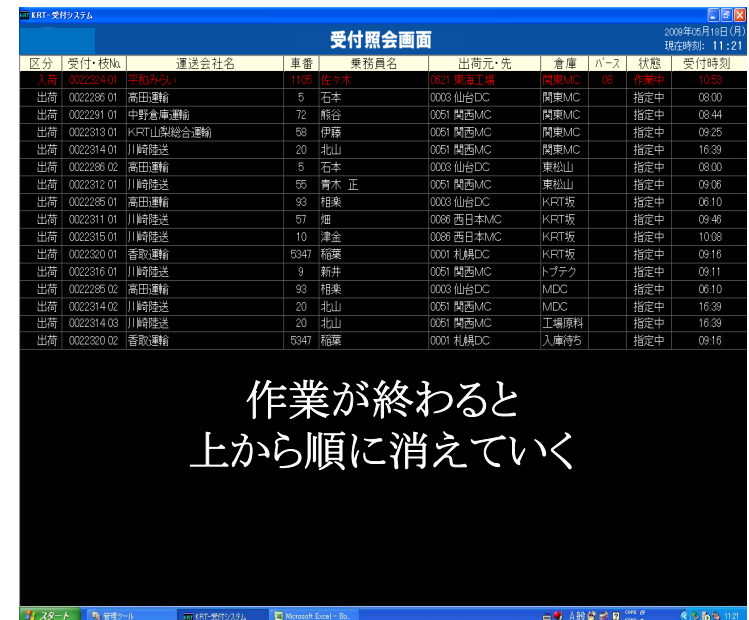 KRT-受付システム
受付照会画面
2009年05月18日(月)
現在時刻: 11:21
区分 受付・枝No. 運送会社名 車番 乗務員名 出荷元・先 倉庫 バース 状態 受付時刻
入荷 0022324 01 平和みらい 1105 佐々木 0621 東海工場 関東MC 08 作業中 10:53
出荷 0022286 01 高田運輸 5 石本 0003 仙台DC 関東MC 指定中 08:00
出荷 0022291 01 中野倉庫運輸 72 熊谷 0051 関西MC 関東MC 指定中 08:44
出荷 0022313 01 KRT山梨総合運輸 58 伊藤 0051 関西MC 関東MC 指定中 09:25
出荷 0022314 01 川崎陸送 20 北山 0051 関西MC 関東MC 指定中 16:39
出荷 0022286 02 高田運輸 5 石本 0003 仙台DC 東松山 指定中 08:00
出荷 0022312 01 川崎陸送 55 青木 正 0051 関西MC 東松山 指定中 09:06
出荷 0022285 01 高田運輸 93 相楽 0003 仙台DC KRT坂 指定中 06:10
出荷 0022311 01 川崎陸送 57 畑 0086 西日本MC KRT坂 指定中 09:46
出荷 0022315 01 川崎陸送 10 津金 0086 西日本MC KRT坂 指定中 10:08
出荷 0022320 01 香取運輸 5347 稲葉 0001 札幌DC KRT坂 指定中 09:16
出荷 0022316 01 川崎陸送 9 新井 0051 関西MC トプテク 指定中 09:11
出荷 0022285 02 高田運輸 93 相楽 0003 仙台DC MDC 指定中 06:10
出荷 0022314 02 川崎陸送 20 北山 0051 関西MC MDC 指定中 16:39
出荷 0022314 03 川崎陸送 20 北山 0051 関西MC 工場原料 指定中 16:39
出荷 0022320 02 香取運輸 5347 稲葉 0001 札幌DC 入庫待ち 指定中 09:16
作業が終わると
上から順に消えていく
スタート 管理ツール KRT-受付システム Microsoft Excel - Bo... A 般 CAPS 11:21